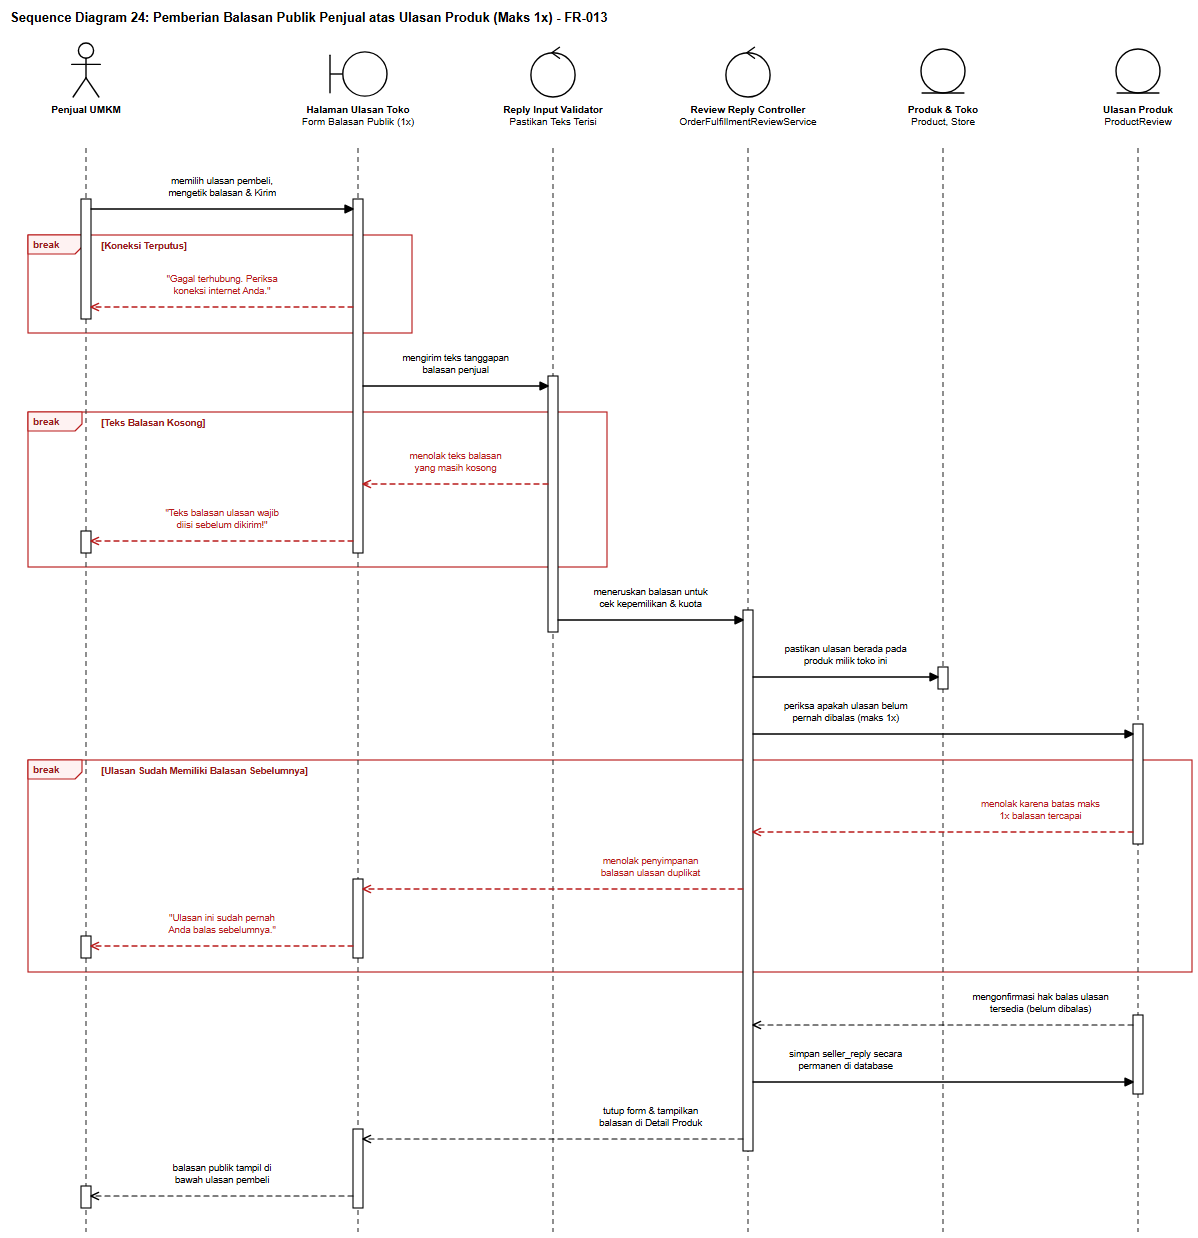 Sequence Diagram 24: Pemberian Balasan Publik Penjual atas Ulasan Produk (Maks 1x) - FR-013
Penjual UMKM
Halaman Ulasan Toko
Form Balasan Publik (1x)
Reply Input Validator
Pastikan Teks Terisi
Review Reply Controller
OrderFulfillmentReviewService
Produk & Toko
Product, Store
Ulasan Produk
ProductReview
memilih ulasan pembeli,
mengetik balasan & Kirim
break
[Koneksi Terputus]
"Gagal terhubung. Periksa
koneksi internet Anda."
mengirim teks tanggapan
balasan penjual
break
[Teks Balasan Kosong]
menolak teks balasan
yang masih kosong
"Teks balasan ulasan wajib
diisi sebelum dikirim!"
meneruskan balasan untuk
cek kepemilikan & kuota
pastikan ulasan berada pada
produk milik toko ini
periksa apakah ulasan belum
pernah dibalas (maks 1x)
break
[Ulasan Sudah Memiliki Balasan Sebelumnya]
menolak karena batas maks
1x balasan tercapai
menolak penyimpanan
balasan ulasan duplikat
"Ulasan ini sudah pernah
Anda balas sebelumnya."
mengonfirmasi hak balas ulasan
tersedia (belum dibalas)
simpan seller_reply secara
permanen di database
tutup form & tampilkan
balasan di Detail Produk
balasan publik tampil di
bawah ulasan pembeli